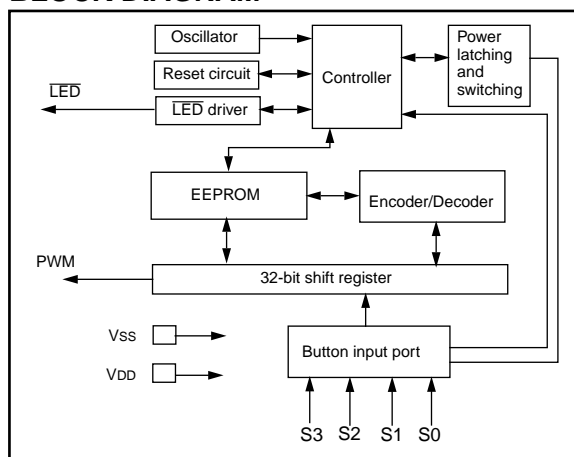 BLOCK DIAGRAM
Oscillator
Reset circuit
LED driver
Controller
Power
latching
and
switching
LED
EEPROM
Encoder/Decoder
PWM
32-bit shift register
VSS
VDD
Button input port
S3 S2 S1 S0